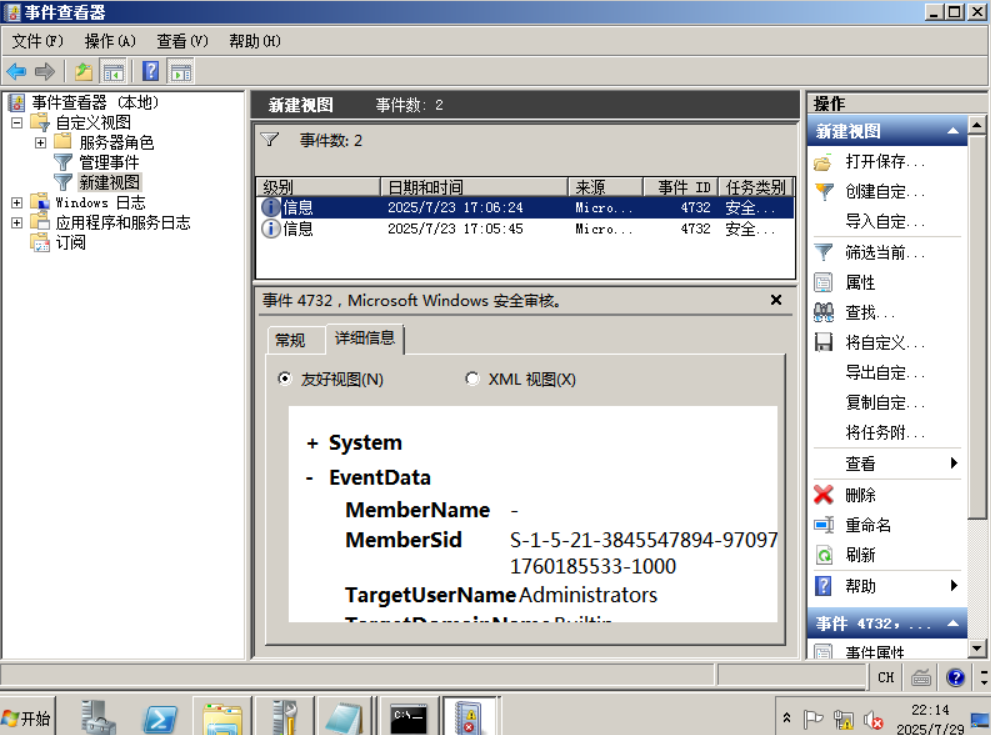 事件查看器
文件(F) 操作(A) 查看(V) 帮助(H)
事件查看器 (本地)
自定义视图
服务器角色
管理事件
新建视图
Windows 日志
应用程序和服务日志
订阅
新建视图 事件数: 2
事件数: 2
级别 日期和时间 来源 事件 ID 任务类别
信息 2025/7/23 17:06:24 Micro... 4732 安全...
信息 2025/7/23 17:05:45 Micro... 4732 安全...
事件 4732，Microsoft Windows 安全审核。
常规 详细信息
友好视图(N) XML 视图(X)
+ System
- EventData
MemberName -
MemberSid S-1-5-21-3845547894-97097
1760185533-1000
TargetUserName Administrators
TargetDomainName Builtin
操作
新建视图
打开保存...
创建自定...
导入自定...
筛选当前...
属性
查找...
将自定义...
导出自定...
复制自定...
将任务附...
查看
删除
重命名
刷新
帮助
事件 4732，...
事件属性
CH
开始
C:\_
22:14
2025/7/29